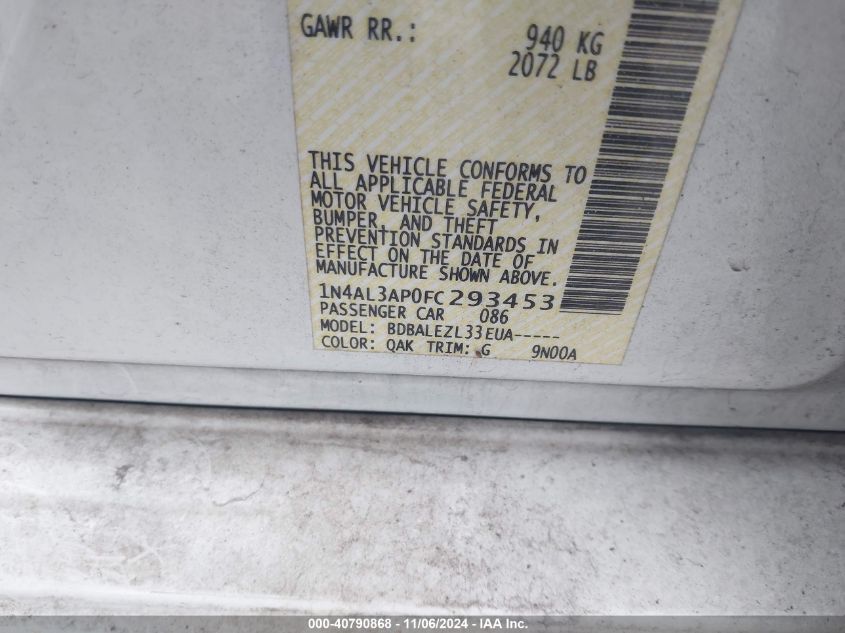 GAWR RR.: 940 KG
2072 LB
THIS VEHICLE CONFORMS TO
ALL APPLICABLE FEDERAL
MOTOR VEHICLE SAFETY,
BUMPER, AND THEFT
PREVENTION STANDARDS IN
EFFECT ON THE DATE OF
MANUFACTURE SHOWN ABOVE.
1N4AL3AP0FC293453
PASSENGER CAR 086
MODEL: BDBALEZL33EUA-----
COLOR: QAK TRIM: G 9N00A
000-40790868 - 11/06/2024 - IAA Inc.